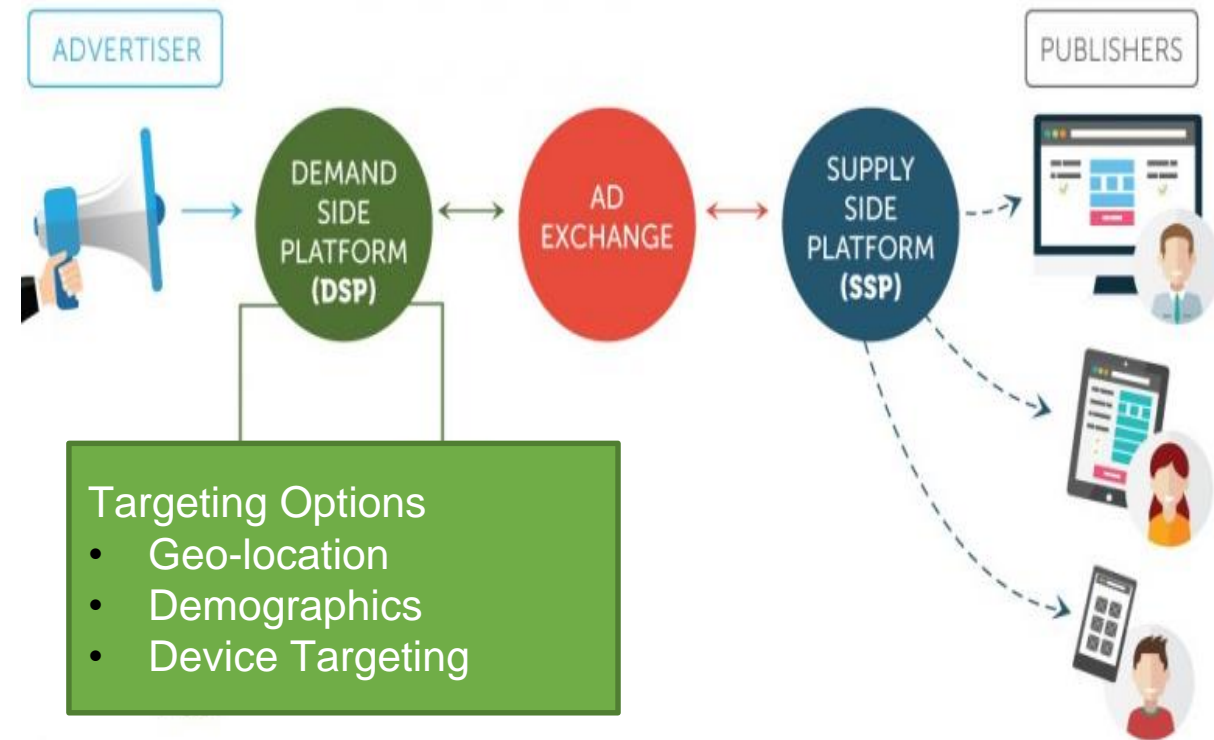 ADVERTISER
PUBLISHERS
DEMAND
SIDE
PLATFORM
(DSP)
AD
EXCHANGE
SUPPLY
SIDE
PLATFORM
(SSP)
Targeting Options
• Geo-location
• Demographics
• Device Targeting